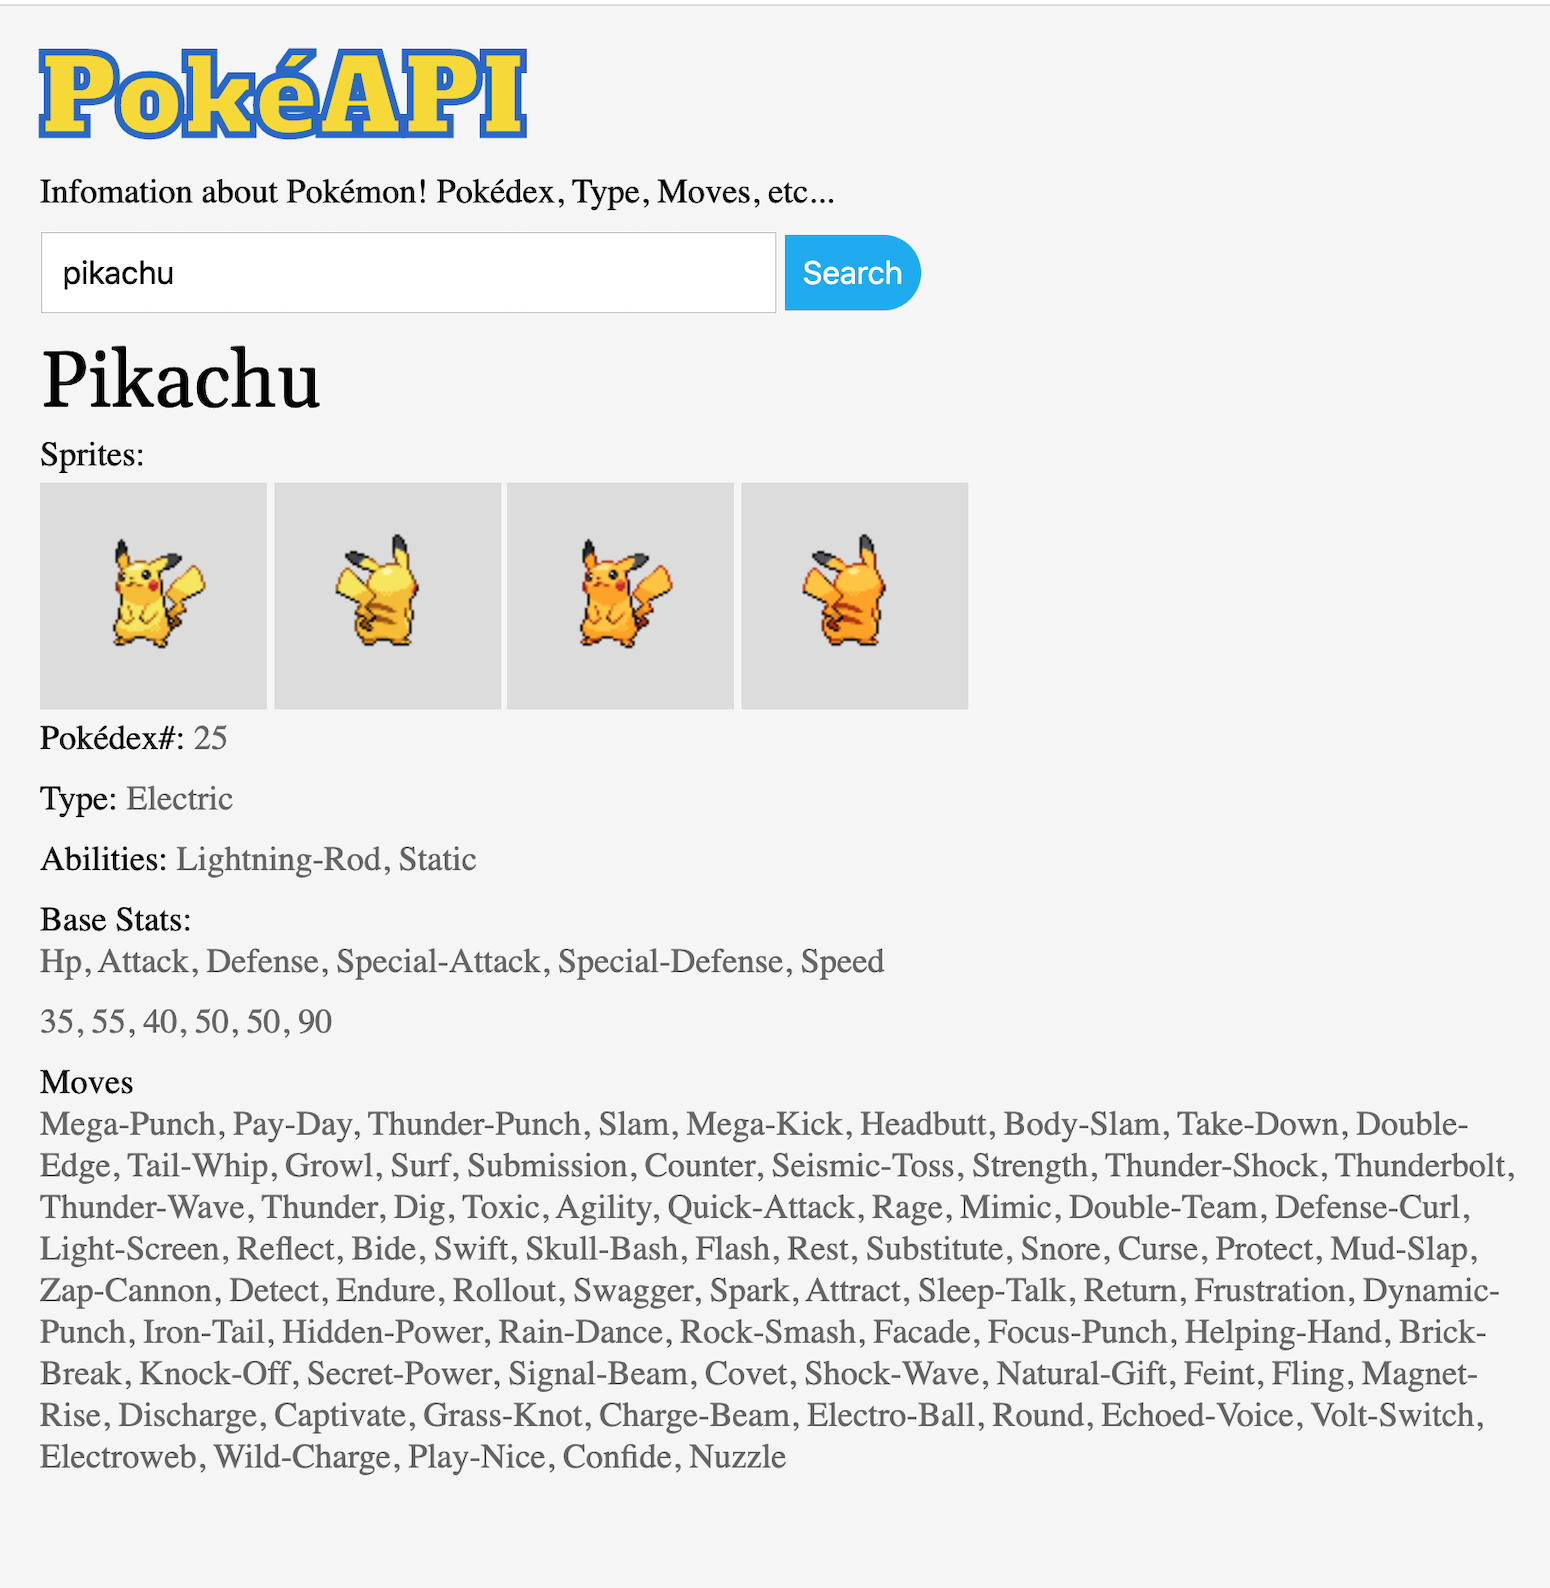 PokéAPI
Infomation about Pokémon! Pokédex, Type, Moves, etc...
pikachu
Search
Pikachu
Sprites:
Pokédex#: 25
Type: Electric
Abilities: Lightning-Rod, Static
Base Stats:
Hp, Attack, Defense, Special-Attack, Special-Defense, Speed
35, 55, 40, 50, 50, 90
Moves
Mega-Punch, Pay-Day, Thunder-Punch, Slam, Mega-Kick, Headbutt, Body-Slam, Take-Down, Double-
Edge, Tail-Whip, Growl, Surf, Submission, Counter, Seismic-Toss, Strength, Thunder-Shock, Thunderbolt,
Thunder-Wave, Thunder, Dig, Toxic, Agility, Quick-Attack, Rage, Mimic, Double-Team, Defense-Curl,
Light-Screen, Reflect, Bide, Swift, Skull-Bash, Flash, Rest, Substitute, Snore, Curse, Protect, Mud-Slap,
Zap-Cannon, Detect, Endure, Rollout, Swagger, Spark, Attract, Sleep-Talk, Return, Frustration, Dynamic-
Punch, Iron-Tail, Hidden-Power, Rain-Dance, Rock-Smash, Facade, Focus-Punch, Helping-Hand, Brick-
Break, Knock-Off, Secret-Power, Signal-Beam, Covet, Shock-Wave, Natural-Gift, Feint, Fling, Magnet-
Rise, Discharge, Captivate, Grass-Knot, Charge-Beam, Electro-Ball, Round, Echoed-Voice, Volt-Switch,
Electroweb, Wild-Charge, Play-Nice, Confide, Nuzzle